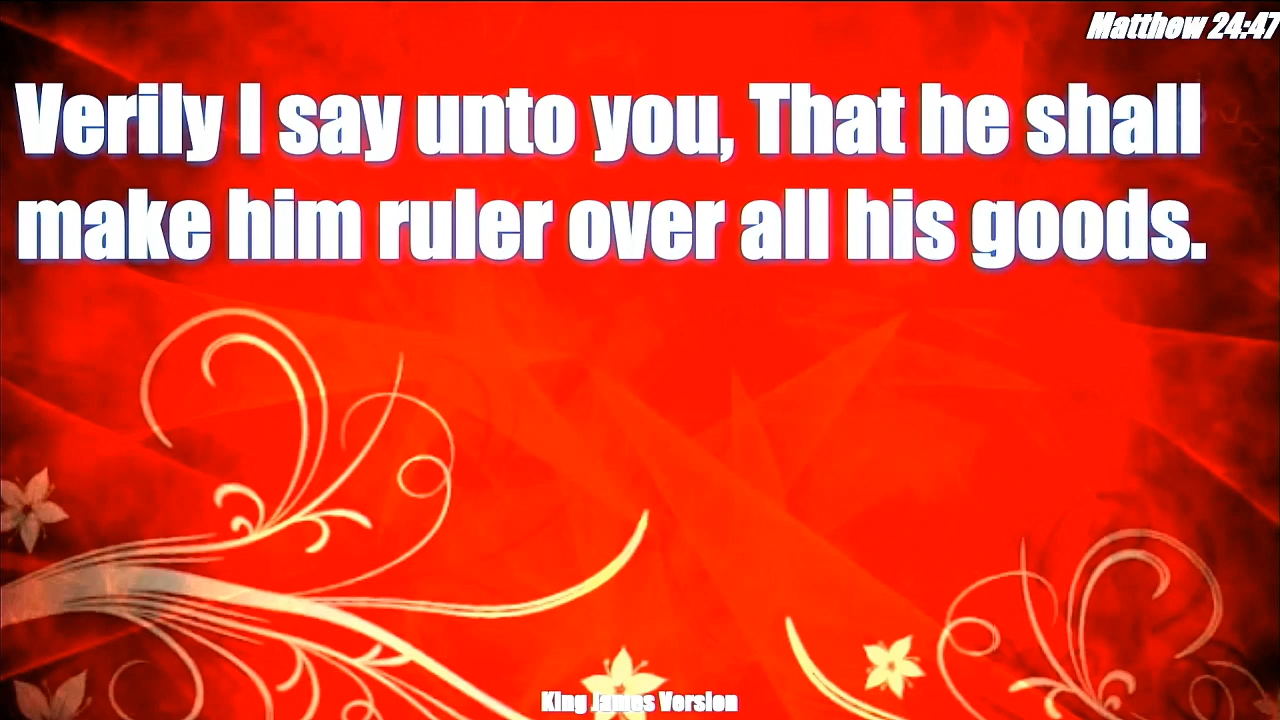 Matthew 24:47
Verily I say unto you, That he shall
make him ruler over all his goods.
King James Version